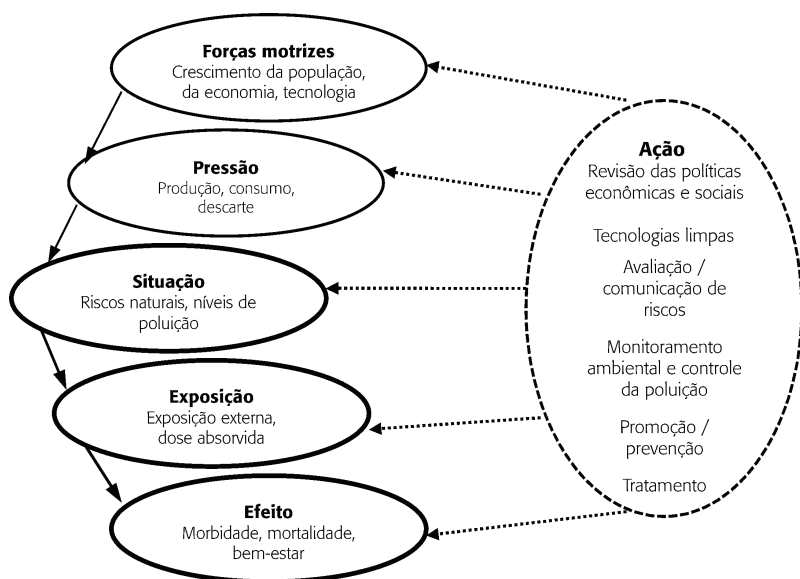 Forças motrizes
Crescimento da população,
da economia, tecnologia
Pressão
Produção, consumo,
descarte
Situação
Riscos naturais, níveis de
poluição
Exposição
Exposição externa,
dose absorvida
Efeito
Morbidade, mortalidade,
bem-estar
Ação
Revisão das políticas
econômicas e sociais
Tecnologias limpas
Avaliação /
comunicação de
riscos
Monitoramento
ambiental e controle
da poluição
Promoção /
prevenção
Tratamento